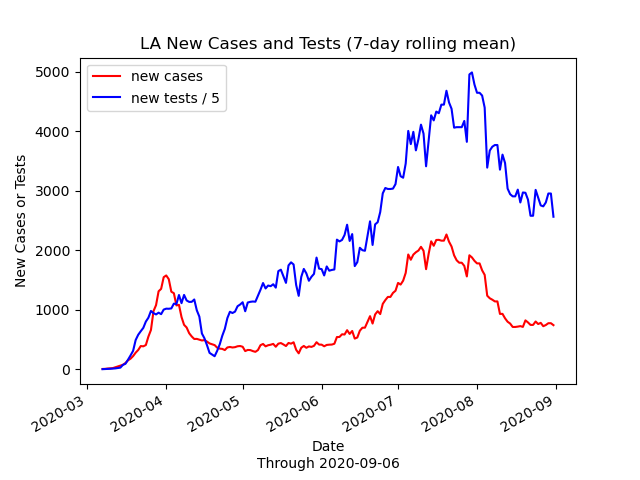 LA New Cases and Tests (7-day rolling mean)
new cases
new tests / 5
New Cases or Tests
5000
4000
3000
2000
1000
0
2020-03
2020-04
2020-05
2020-06
2020-07
2020-08
2020-09
Date
Through 2020-09-06